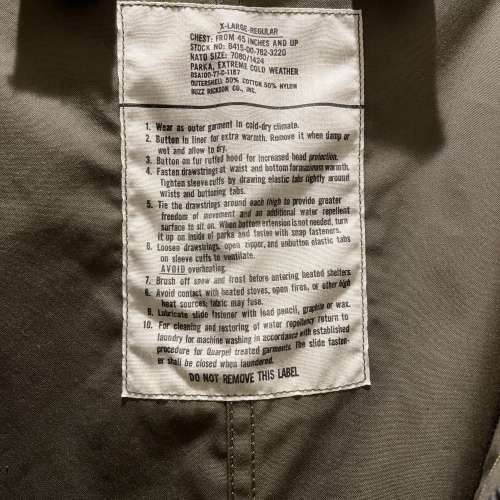 X-LARGE-REGULAR
CHEST: FROM 45 INCHES AND UP
STOCK NO: 8415-00-782-3220
NATO SIZE: 7080/1424
PARKA, EXTREME COLD WEATHER
DSA100-77-C-1187
OUTERSHELL 50% COTTON 50% NYLON
BUZZ RICKSON CO., INC.
1. Wear as outer garment in cold-dry climate.
2. Button in liner for extra warmth. Remove it when damp or
wet and allow to dry.
3. Button on fur ruffed hood for increased head protection.
4. Fasten drawstrings at waist and bottom for maximum warmth.
Tighten sleeve cuffs by drawing elastic tabs tightly around
wrists and buttoning tabs.
5. Tie the drawstrings around each thigh to provide greater
freedom of movement and an additional water repellent
surface to sit on. When bottom extension is not needed, turn
it up on inside of parka and fasten with snap fasteners.
6. Loosen drawstrings, open zipper, and unbutton elastic tabs
on sleeve cuffs to ventilate.
AVOID overheating.
7. Brush off snow and frost before entering heated shelters.
8. Avoid contact with heated stoves, open fires, or other high
heat sources; fabric may fuse.
9. Lubricate slide fastener with lead pencil, graphite or wax.
10. For cleaning and restoring of water repellency return to
laundry for machine washing in accordance with established
procedure for Quarpel treated garments. The slide fasten-
er shall be closed when laundered.
DO NOT REMOVE THIS LABEL